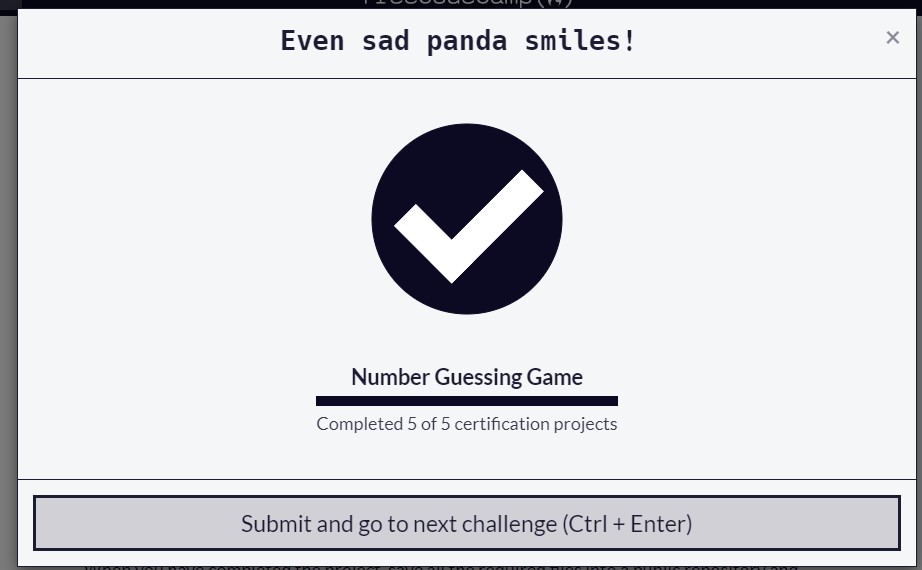 Even sad panda smiles!
×
Number Guessing Game
Completed 5 of 5 certification projects
Submit and go to next challenge (Ctrl + Enter)